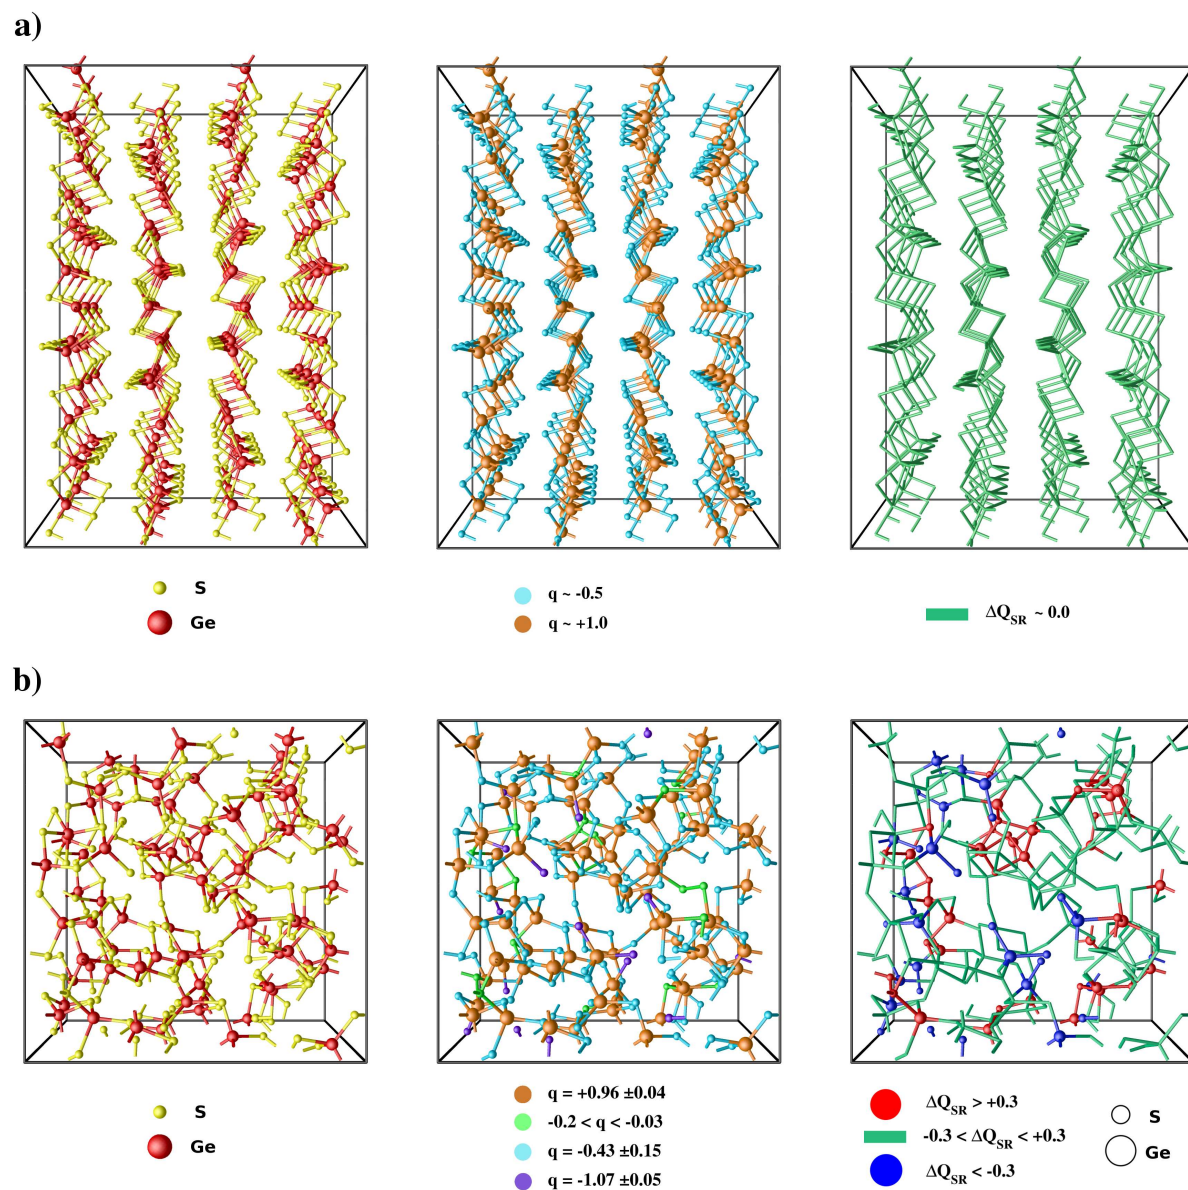 a)
S
Ge
q ~ -0.5
q ~ +1.0
ΔQSR ~ 0.0
b)
S
Ge
q = +0.96 ±0.04
-0.2 < q < -0.03
q = -0.43 ±0.15
q = -1.07 ±0.05
ΔQSR > +0.3
-0.3 < ΔQSR < +0.3
ΔQSR < -0.3
S
Ge